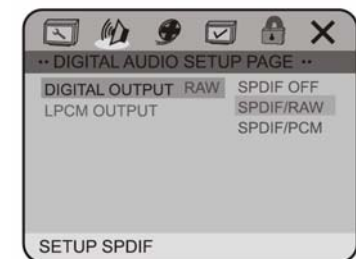 ·· DIGITAL AUDIO SETUP PAGE ··
DIGITAL OUTPUT RAW SPDIF OFF
LPCM OUTPUT SPDIF/RAW
SPDIF/PCM
SETUP SPDIF